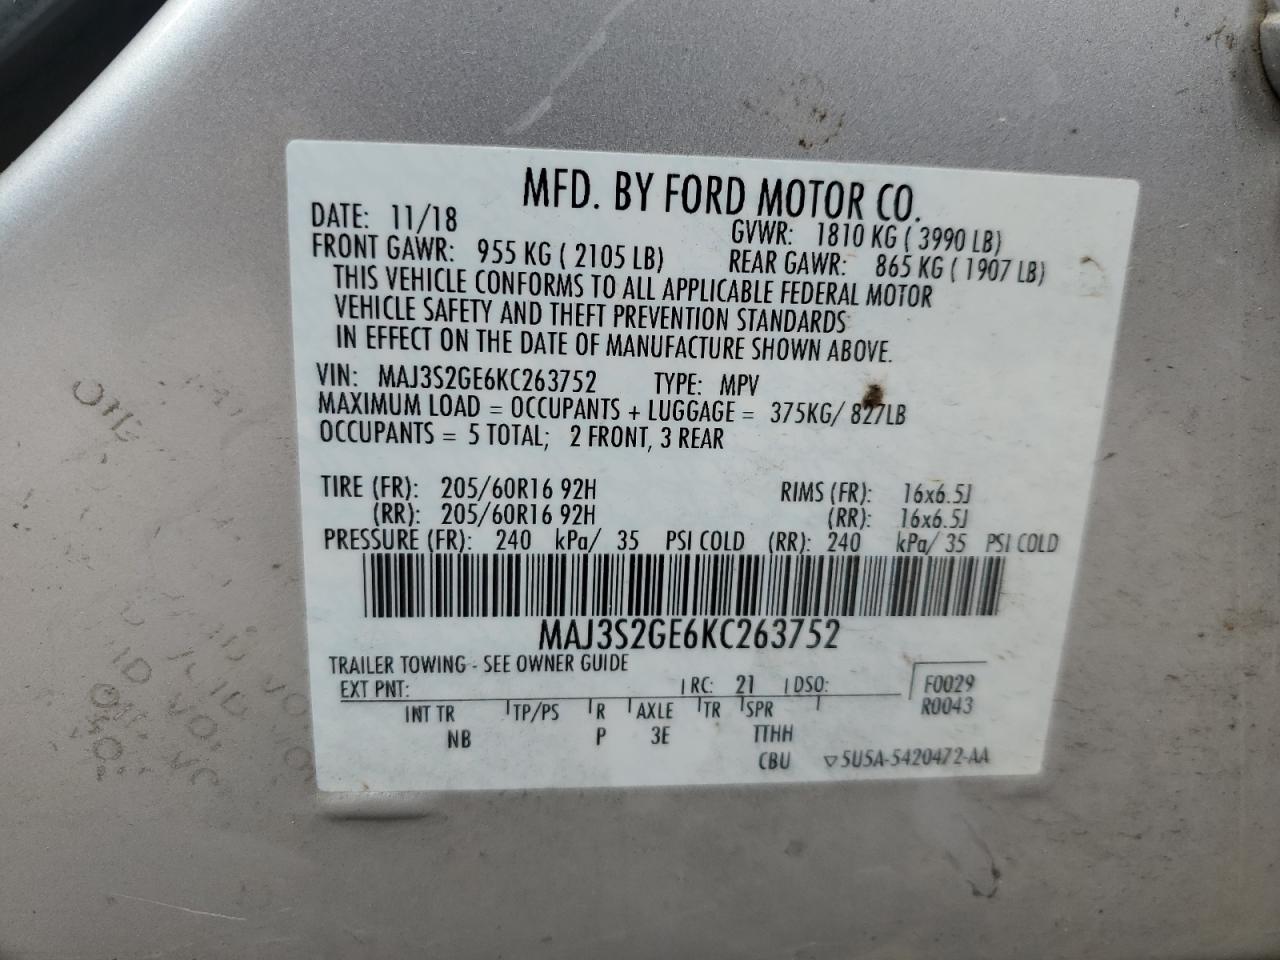 MFD. BY FORD MOTOR CO.
DATE: 11/18 GVWR: 1810 KG ( 3990 LB)
FRONT GAWR: 955 KG ( 2105 LB) REAR GAWR: 865 KG ( 1907 LB)
THIS VEHICLE CONFORMS TO ALL APPLICABLE FEDERAL MOTOR
VEHICLE SAFETY AND THEFT PREVENTION STANDARDS
IN EFFECT ON THE DATE OF MANUFACTURE SHOWN ABOVE.
VIN: MAJ3S2GE6KC263752 TYPE: MPV
MAXIMUM LOAD = OCCUPANTS + LUGGAGE = 375KG/ 827LB
OCCUPANTS = 5 TOTAL; 2 FRONT, 3 REAR
TIRE (FR): 205/60R16 92H RIMS (FR): 16x6.5J
(RR): 205/60R16 92H (RR): 16x6.5J
PRESSURE (FR): 240 kPa/ 35 PSI COLD (RR): 240 kPa/ 35 PSI COLD
MAJ3S2GE6KC263752
TRAILER TOWING - SEE OWNER GUIDE
EXT PNT: RC: 21 DSO: F0029
INT TR TP/PS R AXLE TR SPR R0043
NB P 3E TTHH
CBU ▽5U5A-5420472-AA